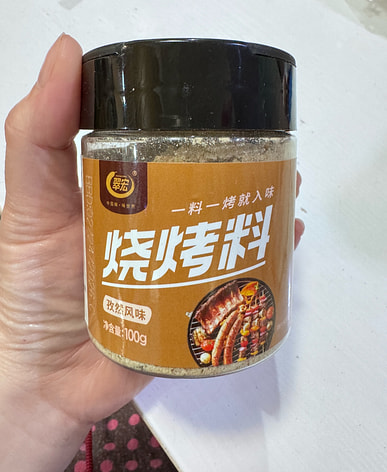 翠宏
®
一料一烤就入味
烧烤料
孜然风味
净含量:100g